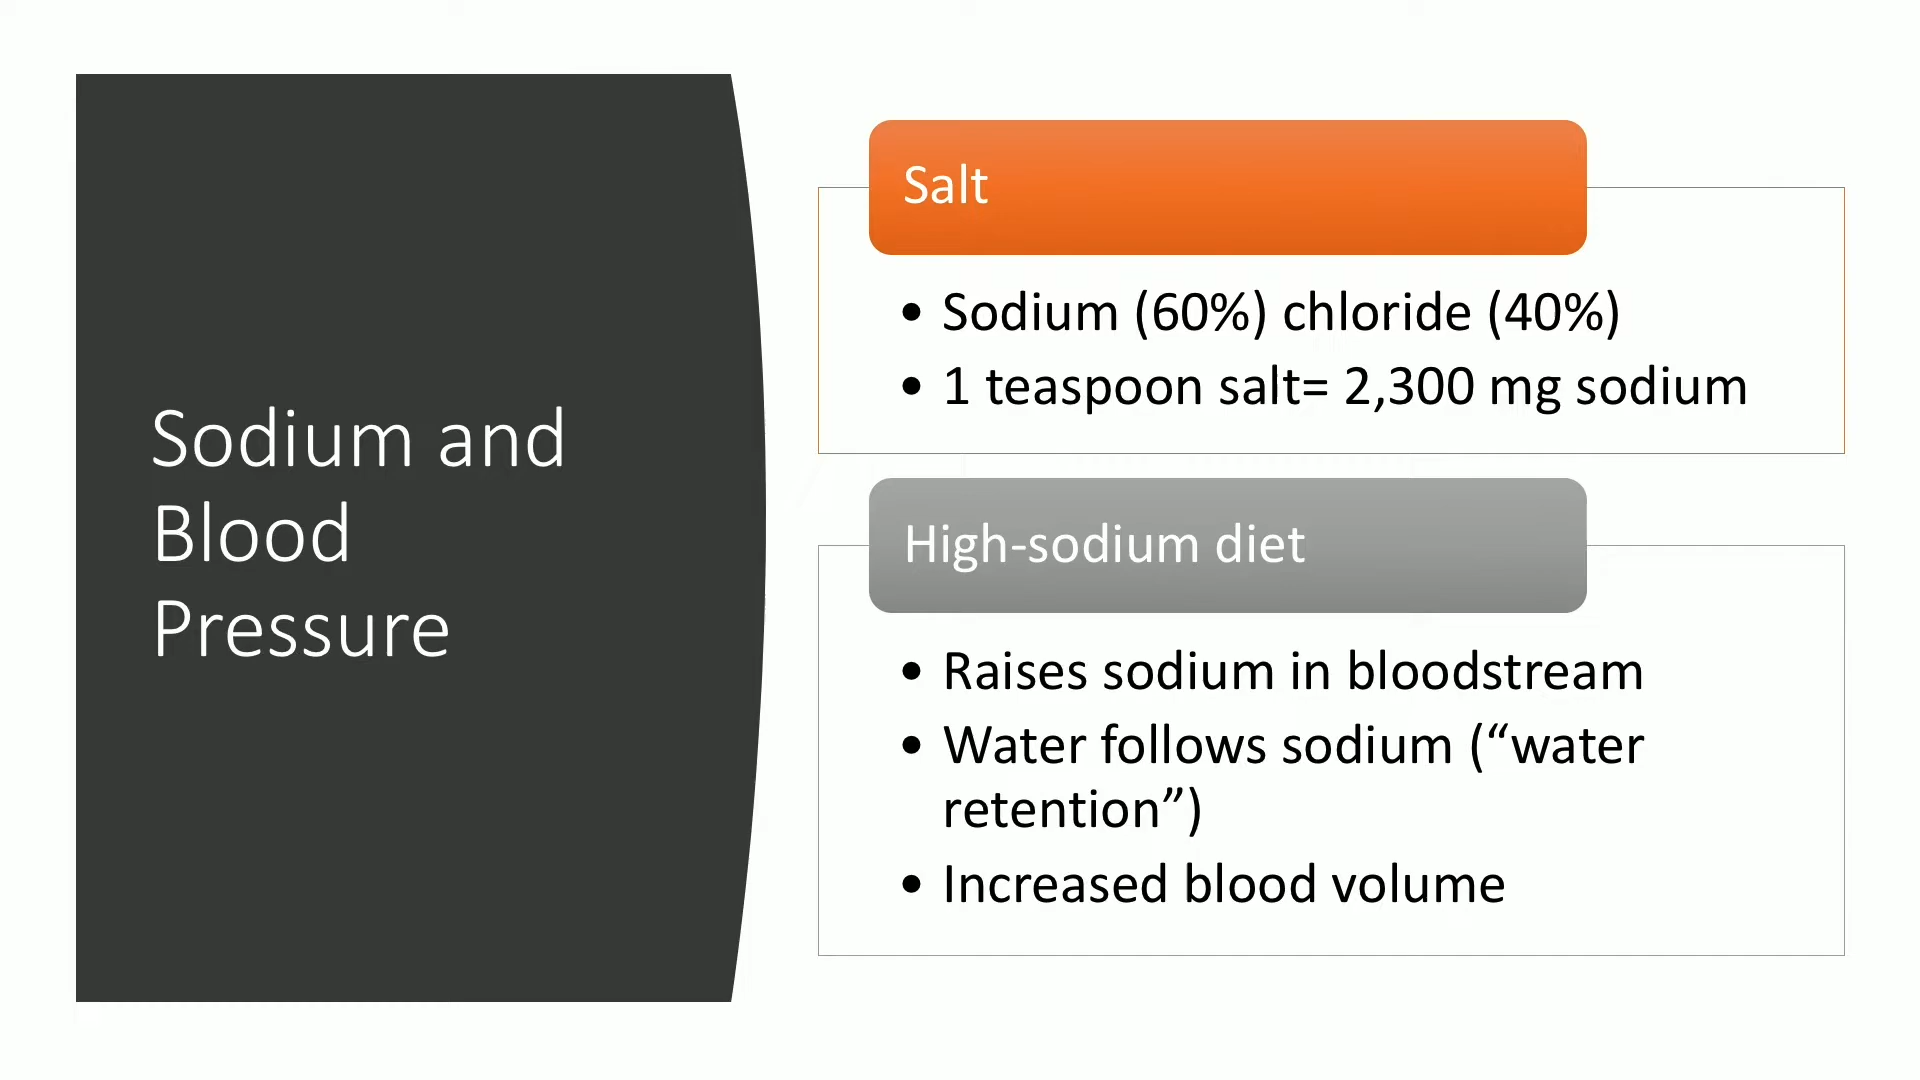 Sodium and
Blood
Pressure
Salt
• Sodium (60%) chloride (40%)
• 1 teaspoon salt= 2,300 mg sodium
High-sodium diet
• Raises sodium in bloodstream
• Water follows sodium (“water
retention”)
• Increased blood volume